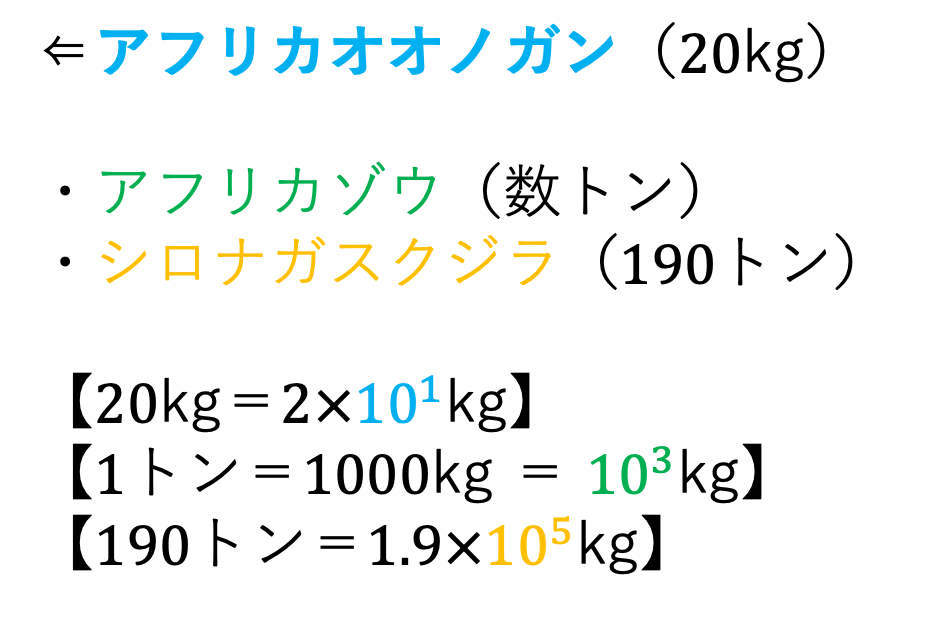 ⇐アフリカオオノガン（20kg）
・アフリカゾウ（数トン）
・シロナガスクジラ（190トン）
【20kg＝2×10¹kg】
【1トン＝1000kg ＝ 10³kg】
【190トン＝1.9×10⁵kg】